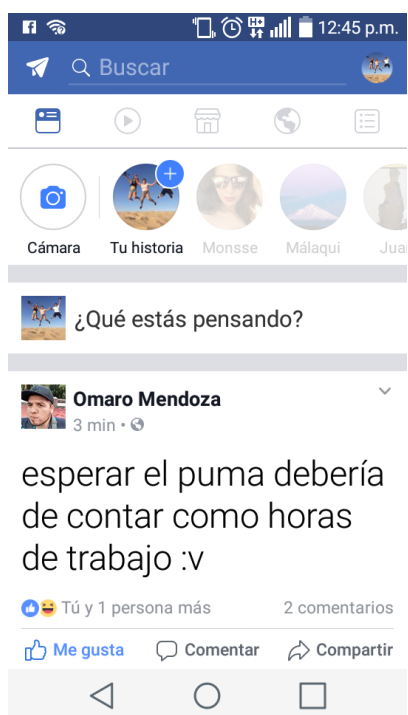 12:45 p.m.
Buscar
Cámara
Tu historia
Monsse
Málaqui
Jua
¿Qué estás pensando?
Omaro Mendoza
3 min
esperar el puma debería
de contar como horas
de trabajo :v
Tú y 1 persona más
2 comentarios
Me gusta
Comentar
Compartir